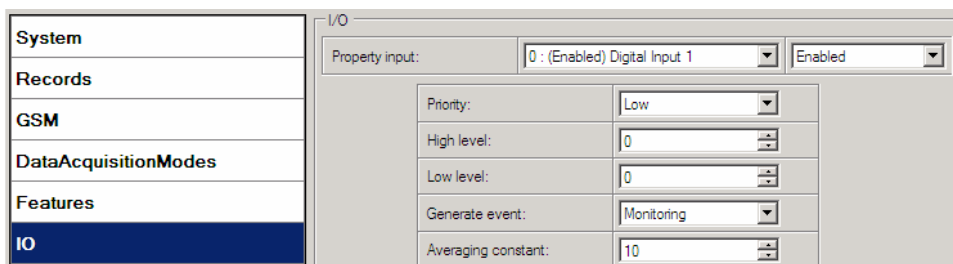 System
Records
GSM
DataAcquisitionModes
Features
IO
I/O
Property input: 0 : (Enabled) Digital Input 1 Enabled
Priority: Low
High level: 0
Low level: 0
Generate event: Monitoring
Averaging constant: 10